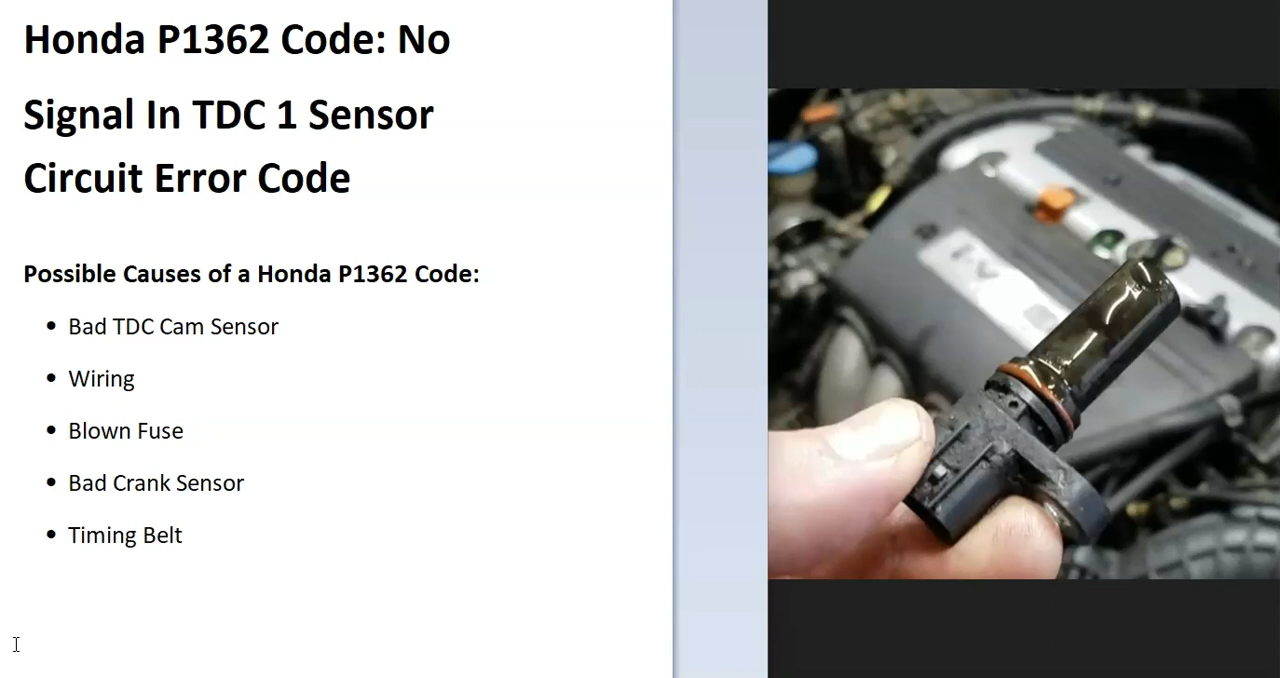 Honda P1362 Code: No
Signal In TDC 1 Sensor
Circuit Error Code
Possible Causes of a Honda P1362 Code:
• Bad TDC Cam Sensor
• Wiring
• Blown Fuse
• Bad Crank Sensor
• Timing Belt